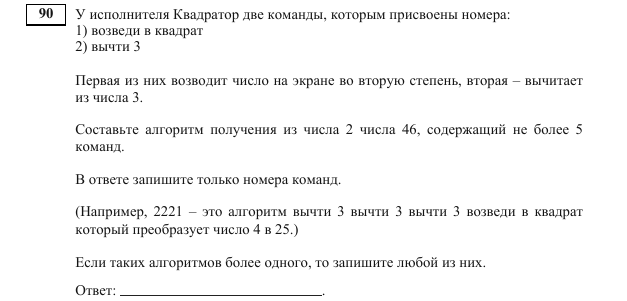 90 У исполнителя Квадратор две команды, которым присвоены номера:
1) возведи в квадрат
2) вычти 3
Первая из них возводит число на экране во вторую степень, вторая – вычитает
из числа 3.
Составьте алгоритм получения из числа 2 числа 46, содержащий не более 5
команд.
В ответе запишите только номера команд.
(Например, 2221 – это алгоритм вычти 3 вычти 3 вычти 3 возведи в квадрат
который преобразует число 4 в 25.)
Если таких алгоритмов более одного, то запишите любой из них.
Ответ: ____________________________.